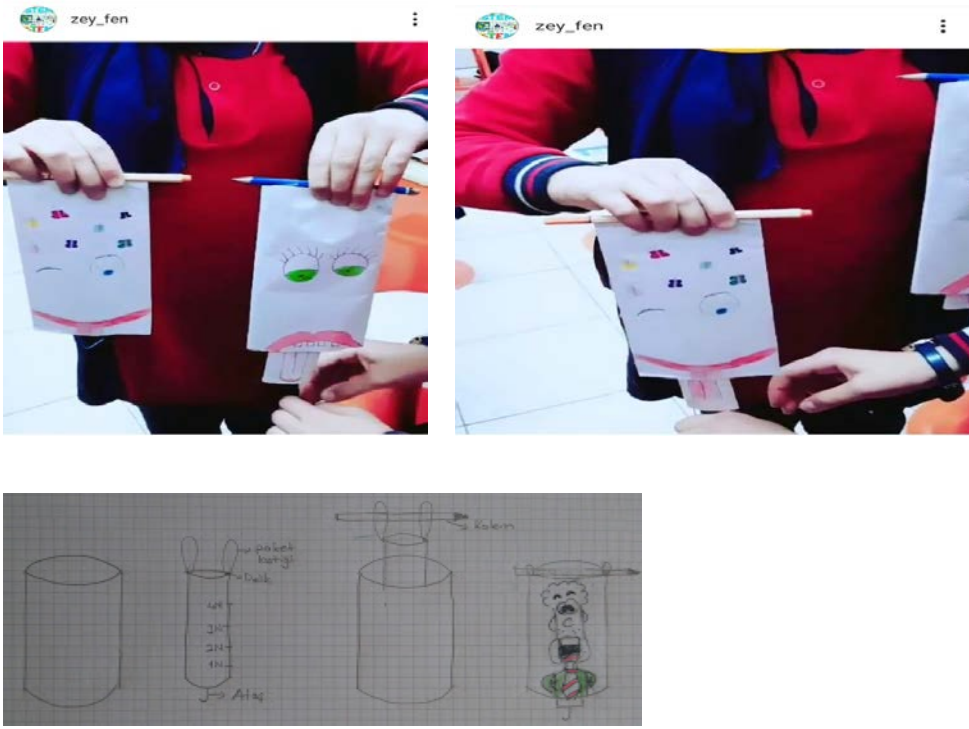 zey_fen
zey_fen
Kalem
paket
lastiği
Delik
4N
3N
2N
1N
Ataş